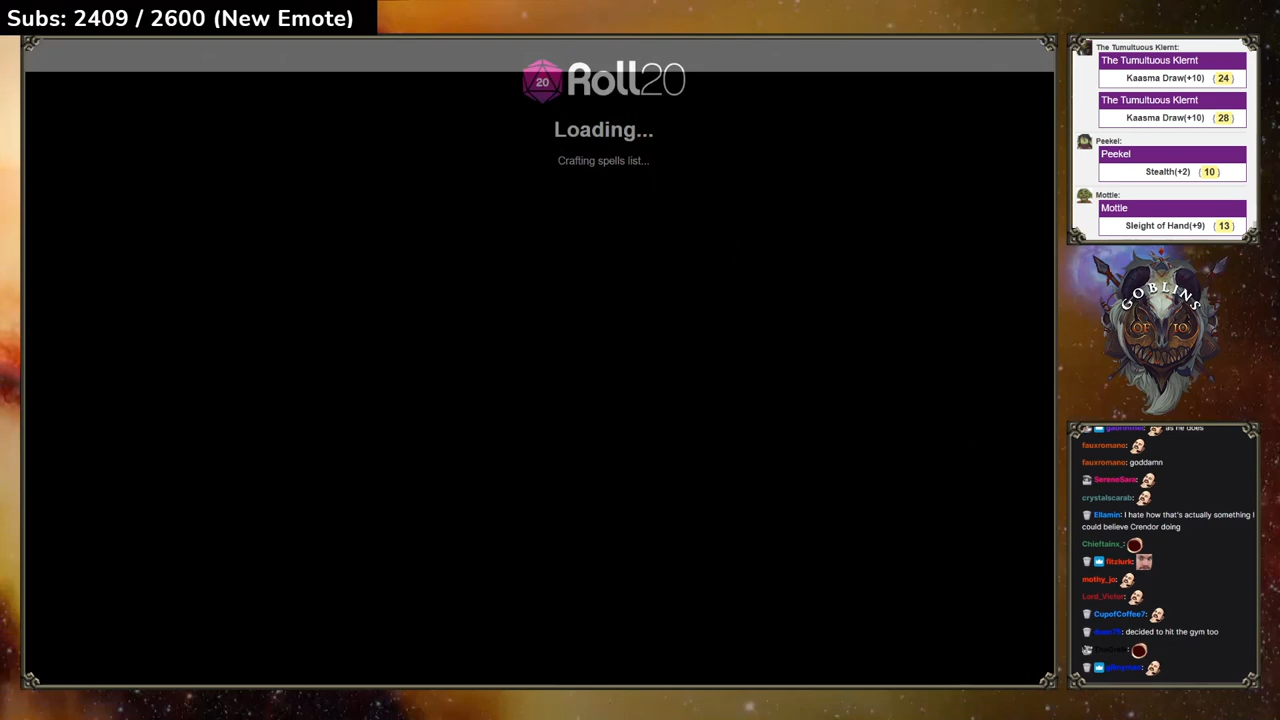 Subs: 2409 / 2600 (New Emote)
20 Roll20
Loading...
Crafting spells list...
The Tumultuous Klernt:
The Tumultuous Klernt
Kaasma Draw(+10) (24)
The Tumultuous Klernt
Kaasma Draw(+10) (28)
Peekel:
Peekel
Stealth(+2) (10)
Mottle:
Mottle
Sleight of Hand(+9) (13)
GOBLINS
OF JO
as he does
fauxromano:
fauxromano: goddamn
SereneSara:
crystalscarab:
Ellamin: I hate how that's actually something I
could believe Crendor doing
Chieftainx_:
fitzlurk:
mothy_jo:
Lord_Victor:
CupofCoffee7:
decided to hit the gym too